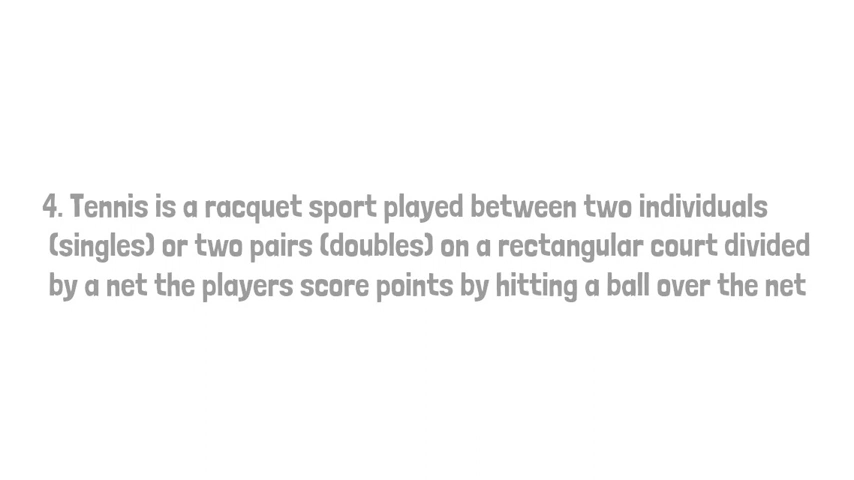 4. Tennis is a racquet sport played between two individuals
(singles) or two pairs (doubles) on a rectangular court divided
by a net the players score points by hitting a ball over the net